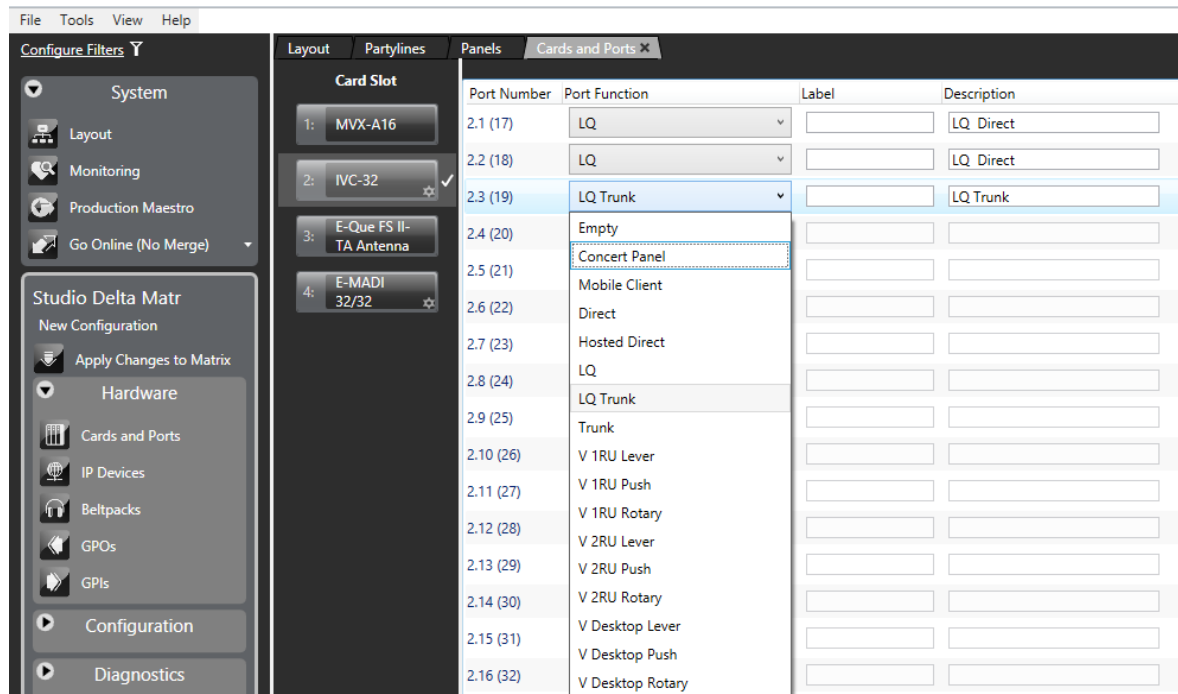 File Tools View Help
Configure Filters
System
Layout
Monitoring
Production Maestro
Go Online (No Merge)
Studio Delta Matr
New Configuration
Apply Changes to Matrix
Hardware
Cards and Ports
IP Devices
Beltpacks
GPOs
GPIs
Configuration
Diagnostics
Layout Partylines Panels Cards and Ports
Card Slot
1: MVX-A16
2: IVC-32
3: E-Que FS II-
TA Antenna
4: E-MADI
32/32
Port Number Port Function Label Description
2.1 (17) LQ LQ Direct
2.2 (18) LQ LQ Direct
2.3 (19) LQ Trunk LQ Trunk
2.4 (20)
2.5 (21)
2.6 (22)
2.7 (23)
2.8 (24)
2.9 (25)
2.10 (26)
2.11 (27)
2.12 (28)
2.13 (29)
2.14 (30)
2.15 (31)
2.16 (32)
Empty
Concert Panel
Mobile Client
Direct
Hosted Direct
LQ
LQ Trunk
Trunk
V 1RU Lever
V 1RU Push
V 1RU Rotary
V 2RU Lever
V 2RU Push
V 2RU Rotary
V Desktop Lever
V Desktop Push
V Desktop Rotary